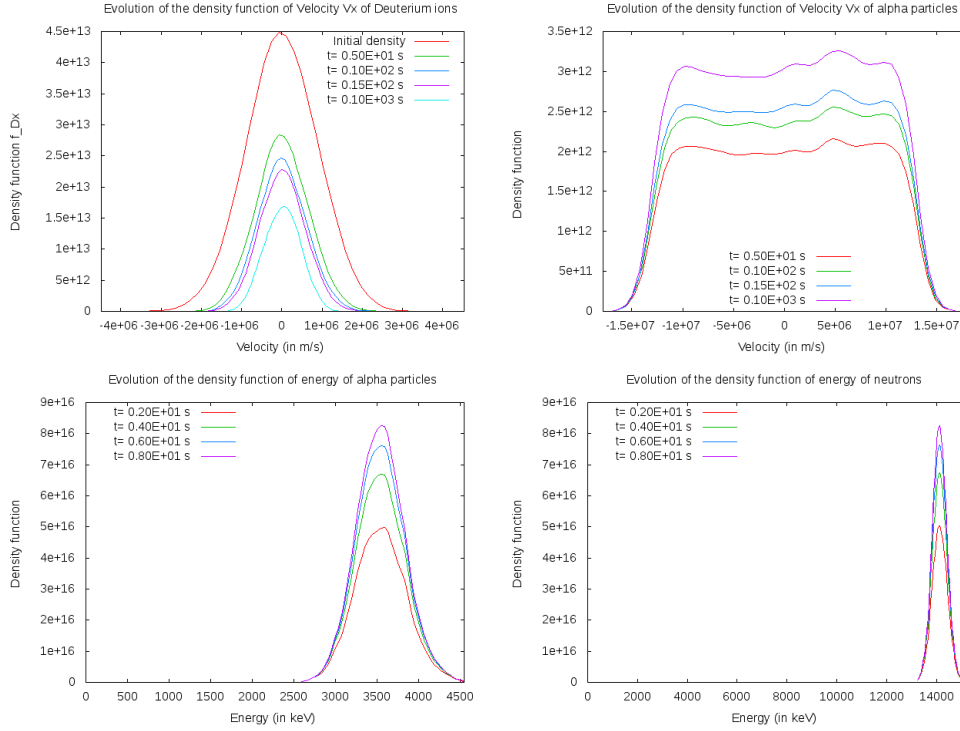 Evolution of the density function of Velocity Vx of Deuterium ions
Density function f_Dx
4.5e+13
4e+13
3.5e+13
3e+13
2.5e+13
2e+13
1.5e+13
1e+13
5e+12
0
Initial density
t= 0.50E+01 s
t= 0.10E+02 s
t= 0.15E+02 s
t= 0.10E+03 s
-4e+06 -3e+06 -2e+06 -1e+06 0 1e+06 2e+06 3e+06 4e+06
Velocity (in m/s)
Evolution of the density function of Velocity Vx of alpha particles
Density function
3.5e+12
3e+12
2.5e+12
2e+12
1.5e+12
1e+12
5e+11
0
t= 0.50E+01 s
t= 0.10E+02 s
t= 0.15E+02 s
t= 0.10E+03 s
-1.5e+07 -1e+07 -5e+06 0 5e+06 1e+07 1.5e+07
Velocity (in m/s)
Evolution of the density function of energy of alpha particles
Density function
9e+16
8e+16
7e+16
6e+16
5e+16
4e+16
3e+16
2e+16
1e+16
0
t= 0.20E+01 s
t= 0.40E+01 s
t= 0.60E+01 s
t= 0.80E+01 s
0 500 1000 1500 2000 2500 3000 3500 4000 4500
Energy (in keV)
Evolution of the density function of energy of neutrons
Density function
9e+16
8e+16
7e+16
6e+16
5e+16
4e+16
3e+16
2e+16
1e+16
0
t= 0.20E+01 s
t= 0.40E+01 s
t= 0.60E+01 s
t= 0.80E+01 s
0 2000 4000 6000 8000 10000 12000 14000
Energy (in keV)